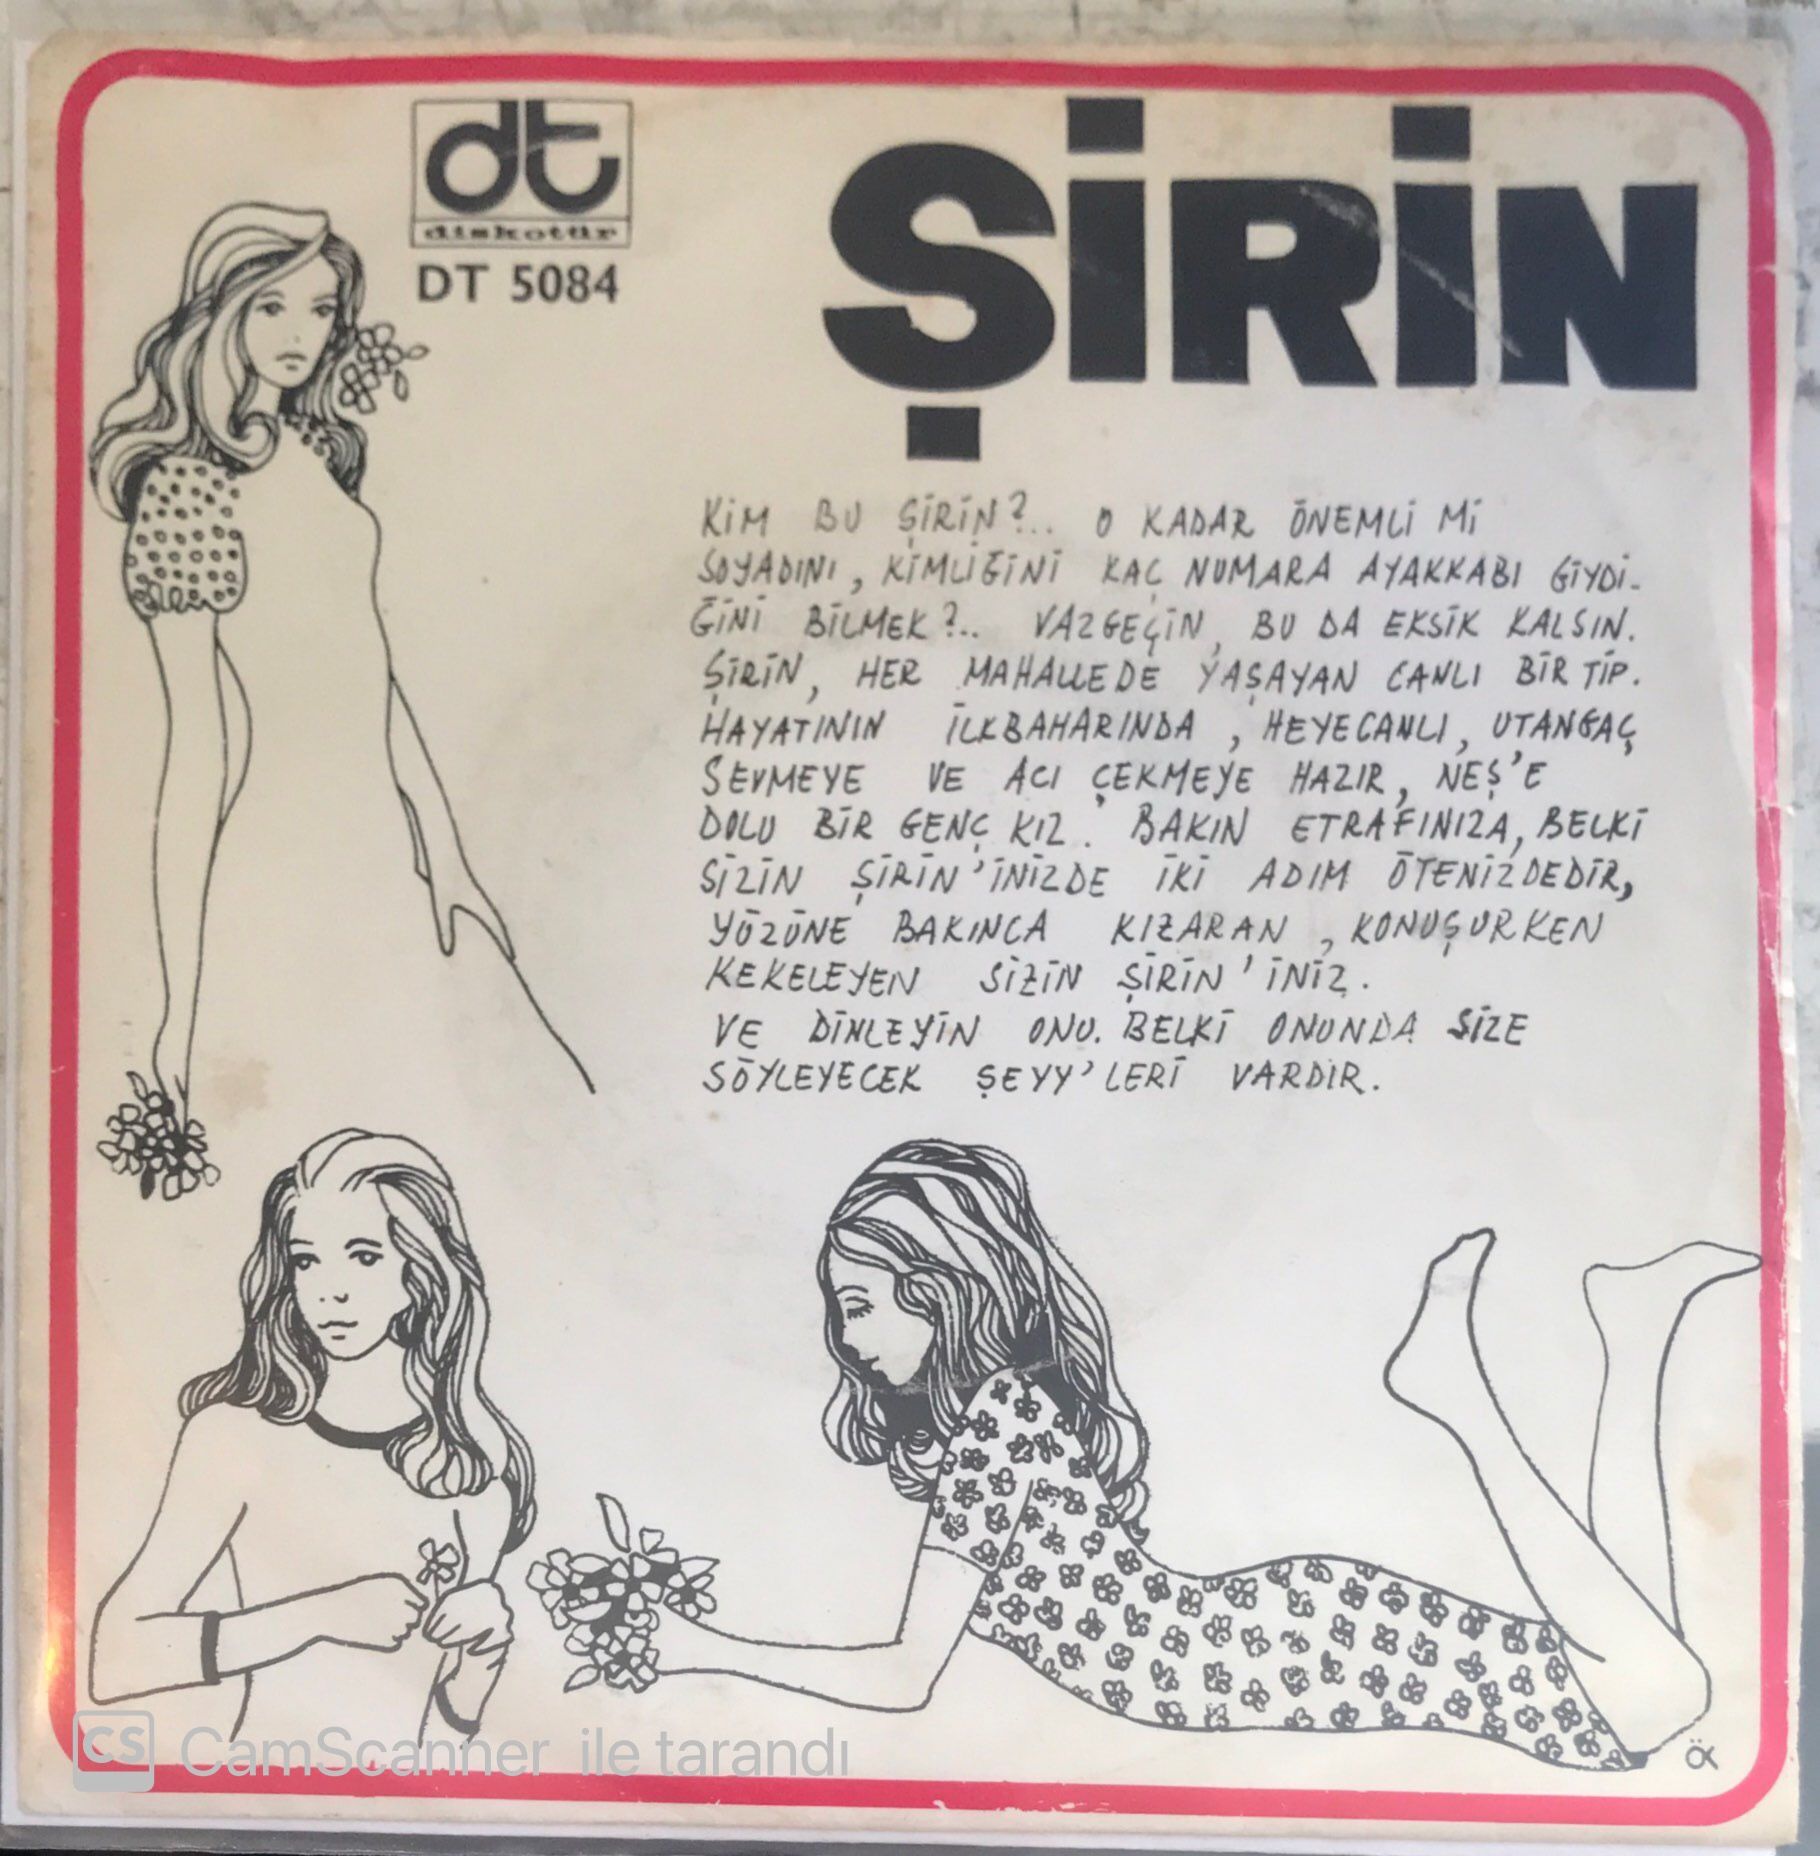 dt
diskotür
DT 5084
ŞİRİN
KİM BU ŞİRİN?.. O KADAR ÖNEMLİ Mİ
SOYADINI, KİMLİĞİNİ KAÇ NUMARA AYAKKABI GİYDİ-
ĞİNİ BİLMEK?.. VAZGEÇİN, BU DA EKSİK KALSIN.
ŞİRİN, HER MAHALLEDE YAŞAYAN CANLI BİR TİP.
HAYATININ İLKBAHARINDA, HEYECANLI, UTANGAÇ
SEVMEYE VE ACI ÇEKMEYE HAZIR, NEŞ'E
DOLU BİR GENÇ KIZ. BAKIN ETRAFINIZA, BELKİ
SİZİN ŞİRİN'İNİZDE İKİ ADIM ÖTENİZDEDİR,
YÜZÜNE BAKINCA KIZARAN, KONUŞURKEN
KEKELEYEN SİZİN ŞİRİN'İNİZ.
VE DİNLEYİN ONU. BELKİ ONUNDA SİZE
SÖYLEYECEK ŞEYY'LERİ VARDIR.
CS CamScanner ile tarandı